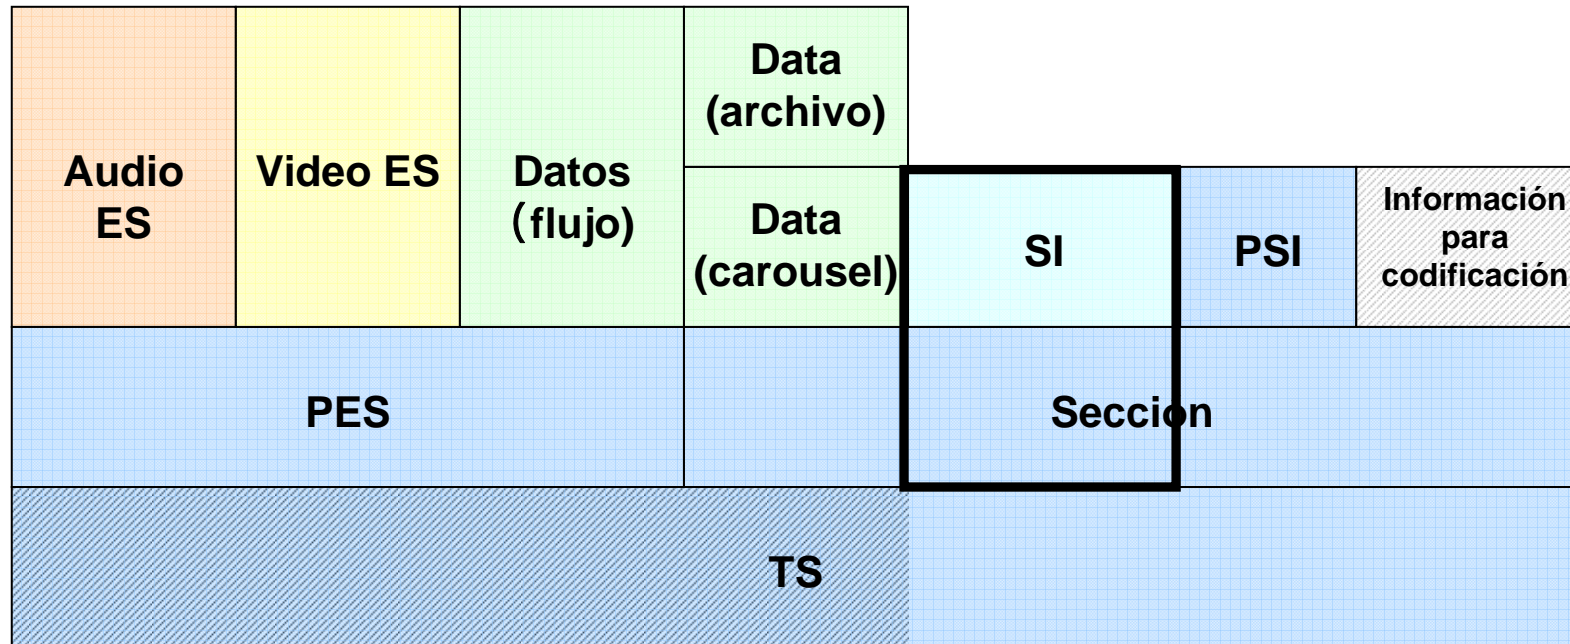 Audio
ES
Video ES
Datos
(flujo)
Data
(archivo)
Data
(carousel)
SI
PSI
Información
para
codificación
PES
Seccion
TS